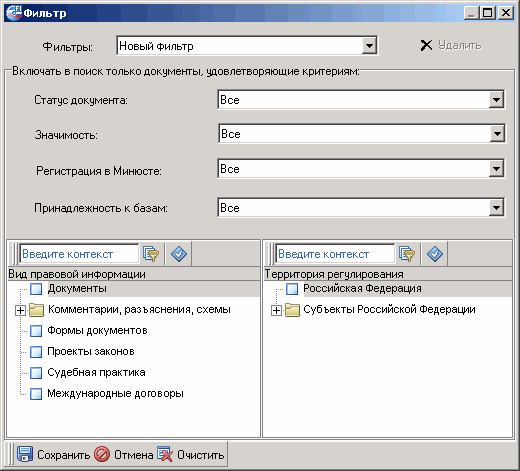 Фильтр
Фильтры: Новый фильтр Удалить
Включать в поиск только документы, удовлетворяющие критериям:
Статус документа: Все
Значимость: Все
Регистрация в Минюсте: Все
Принадлежность к базам: Все
Введите контекст
Вид правовой информации
Документы
Комментарии, разъяснения, схемы
Формы документов
Проекты законов
Судебная практика
Международные договоры
Введите контекст
Территория регулирования
Российская Федерация
Субъекты Российской Федерации
Сохранить Отмена Очистить